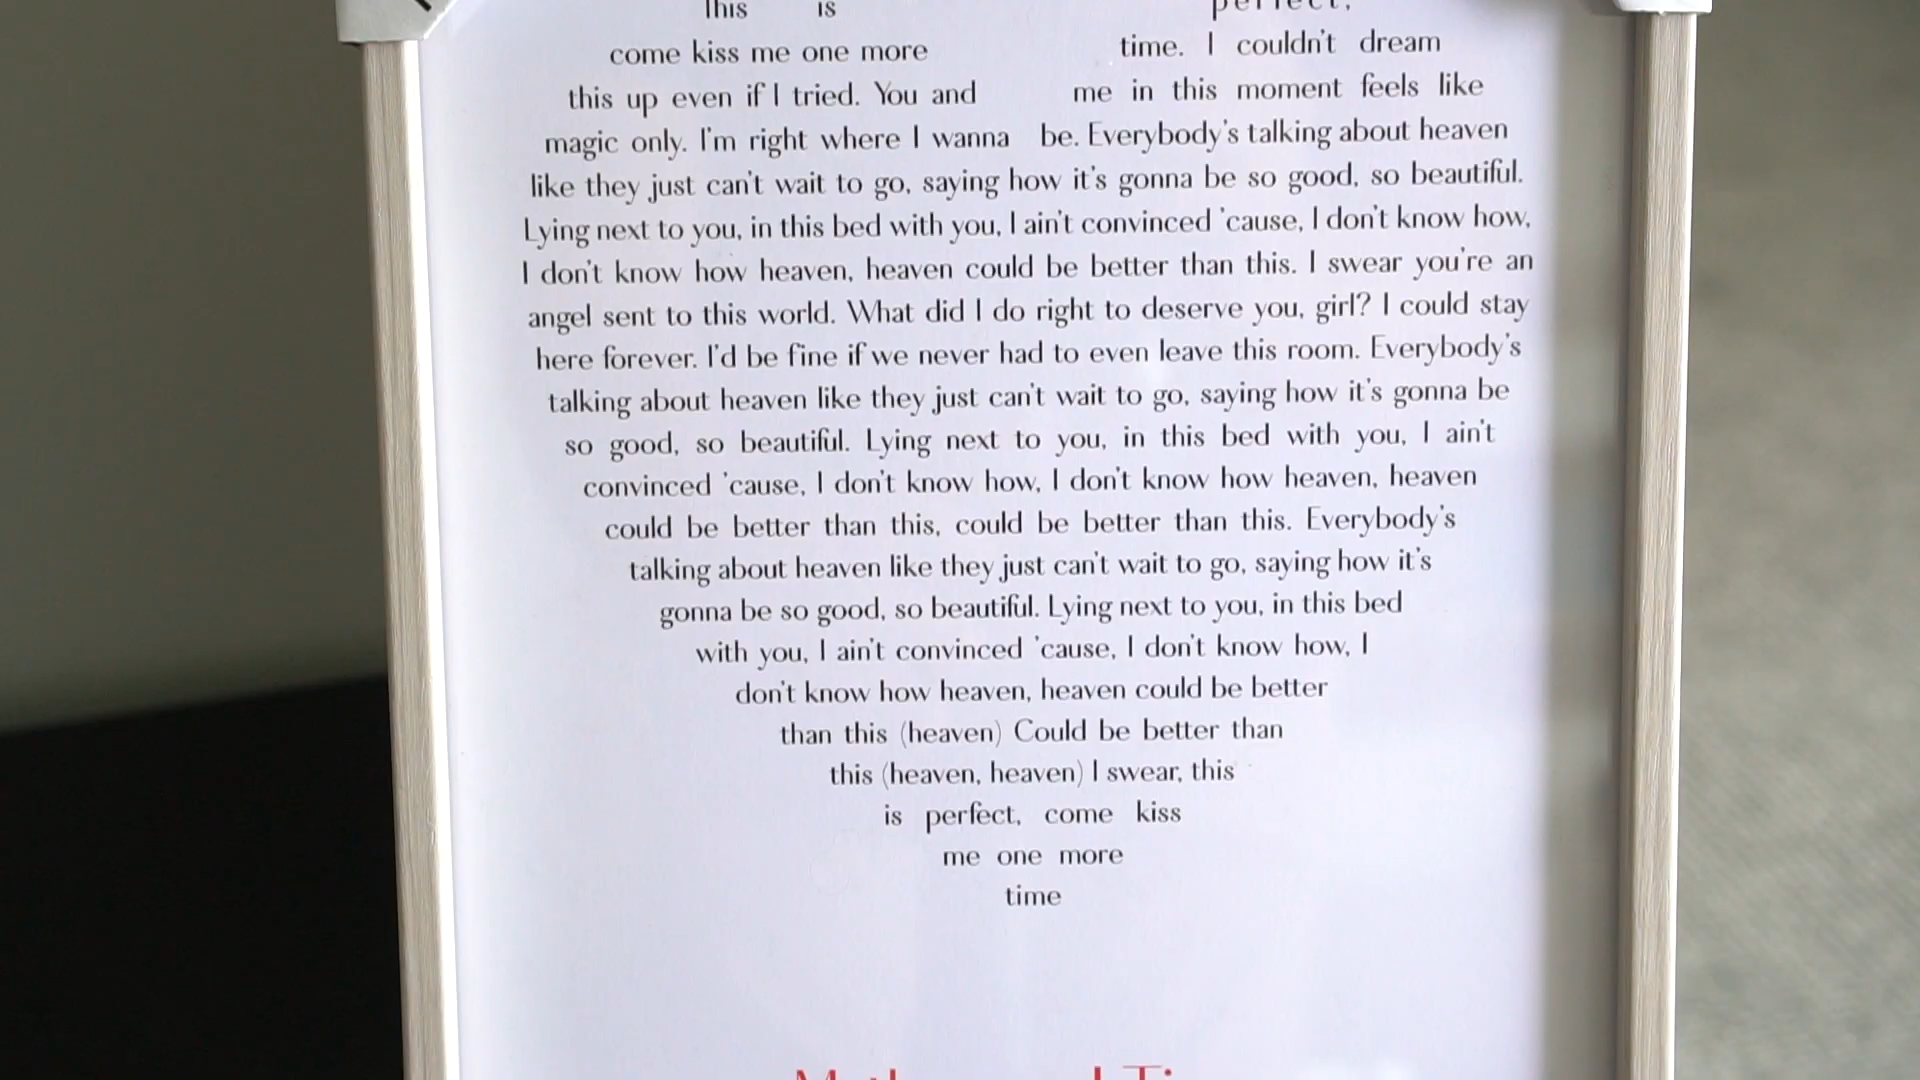 This is perfect,
come kiss me one more time. I couldn't dream
this up even if I tried. You and me in this moment feels like
magic only. I'm right where I wanna be. Everybody's talking about heaven
like they just can't wait to go, saying how it's gonna be so good, so beautiful.
Lying next to you, in this bed with you, I ain't convinced 'cause, I don't know how,
I don't know how heaven, heaven could be better than this. I swear you're an
angel sent to this world. What did I do right to deserve you, girl? I could stay
here forever. I'd be fine if we never had to even leave this room. Everybody's
talking about heaven like they just can't wait to go, saying how it's gonna be
so good, so beautiful. Lying next to you, in this bed with you, I ain't
convinced 'cause, I don't know how, I don't know how heaven, heaven
could be better than this, could be better than this. Everybody's
talking about heaven like they just can't wait to go, saying how it's
gonna be so good, so beautiful. Lying next to you, in this bed
with you, I ain't convinced 'cause, I don't know how, I
don't know how heaven, heaven could be better
than this (heaven) Could be better than
this (heaven, heaven) I swear, this
is perfect, come kiss
me one more
time